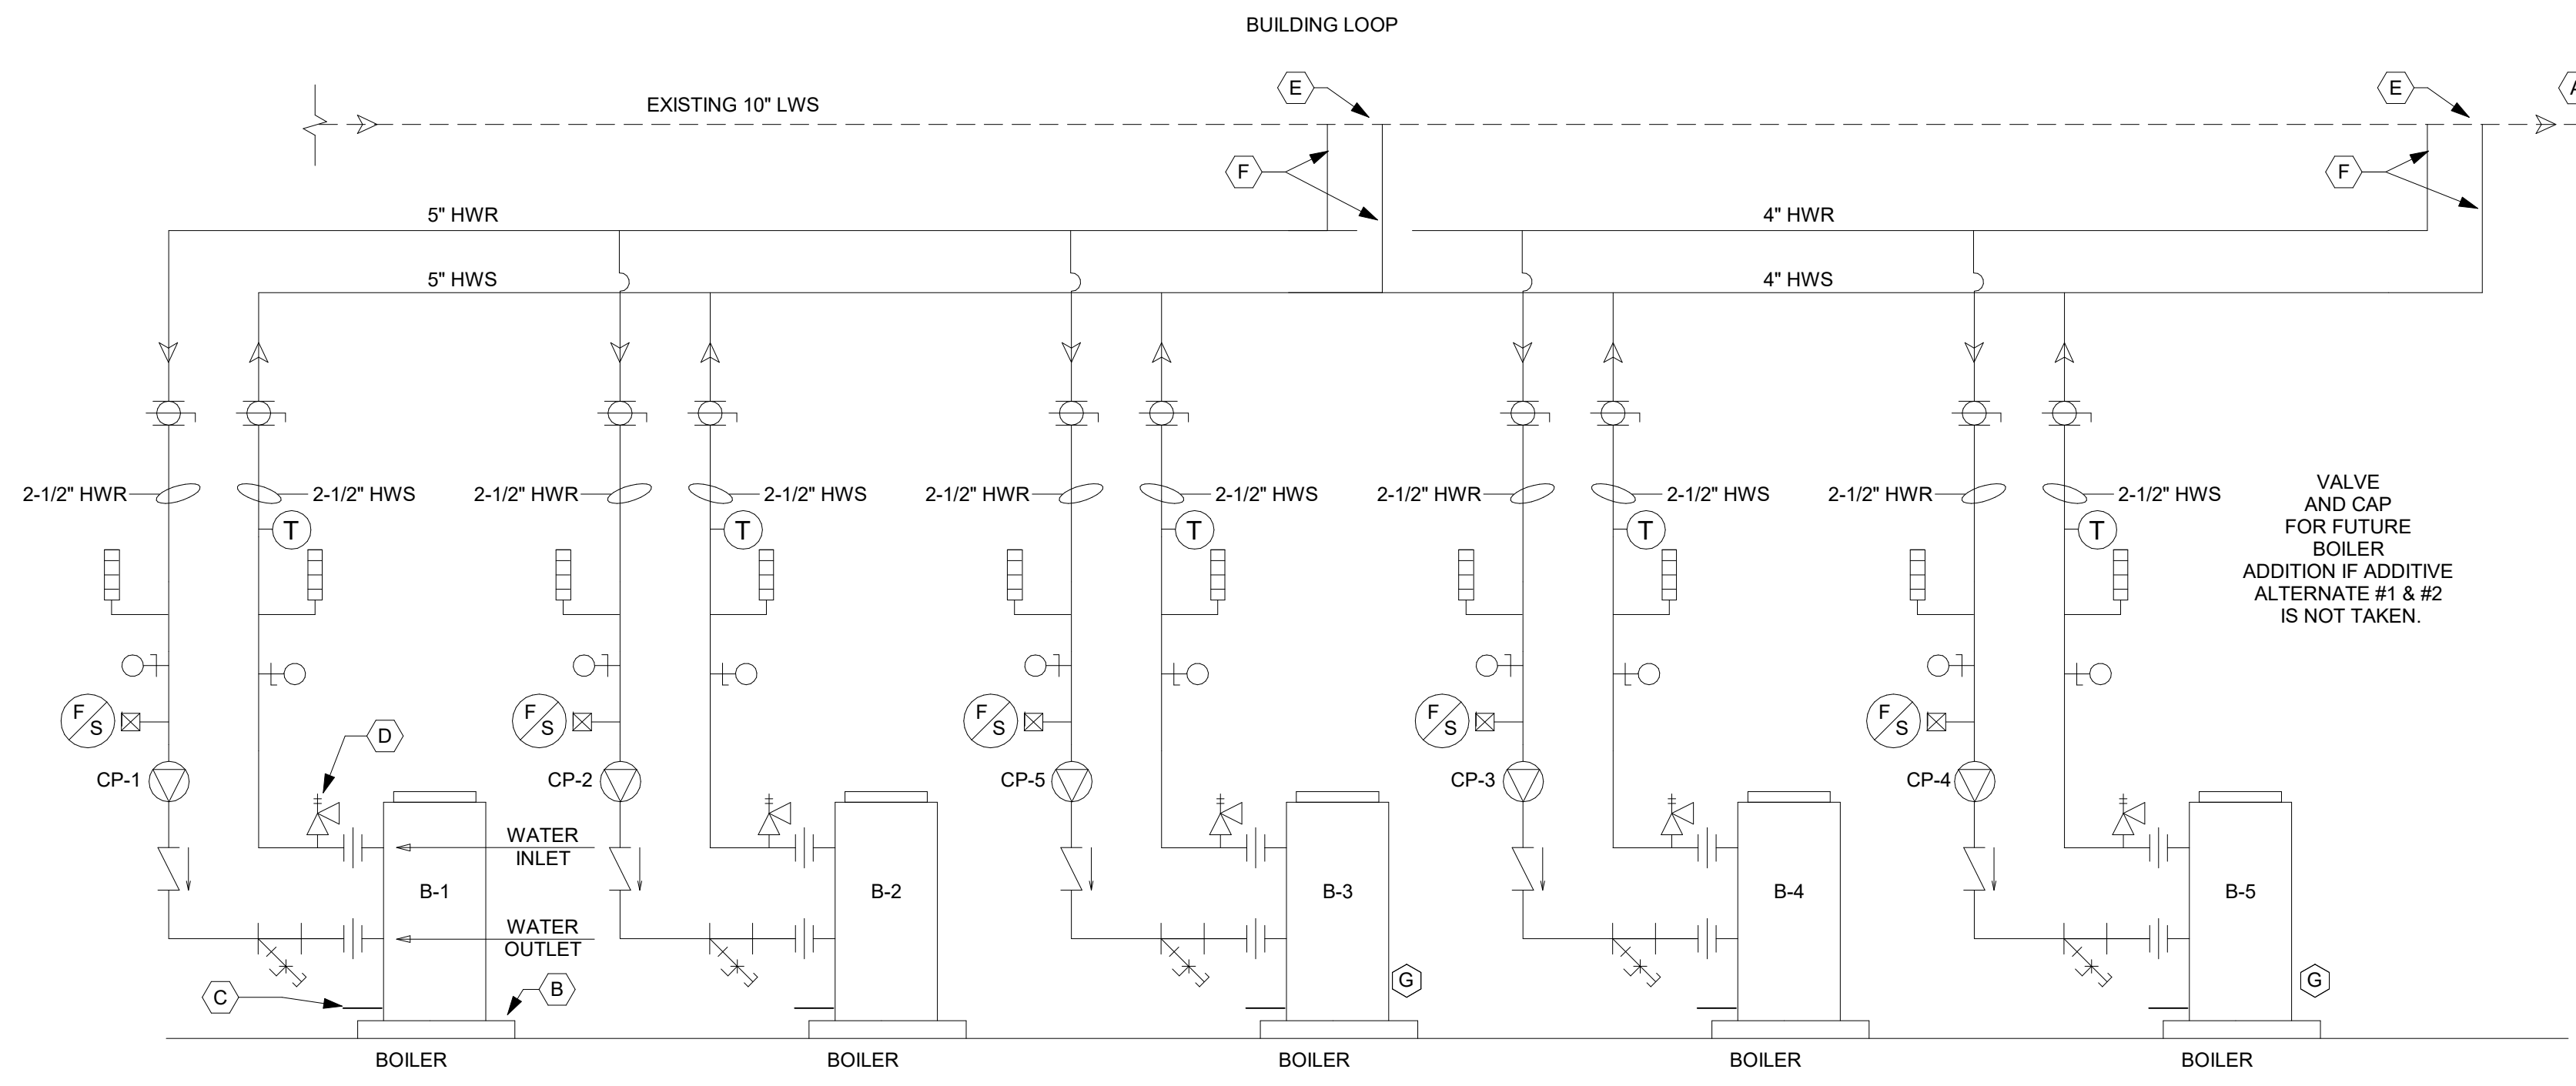 BUILDING LOOP
E
E
A
EXISTING 10" LWS
F
F
5" HWR
4" HWR
5" HWS
4" HWS
2-1/2" HWR
2-1/2" HWS
2-1/2" HWR
2-1/2" HWS
2-1/2" HWR
2-1/2" HWS
2-1/2" HWR
2-1/2" HWS
2-1/2" HWR
2-1/2" HWS
VALVE
AND CAP
FOR FUTURE
BOILER
ADDITION IF ADDITIVE
ALTERNATE #1 & #2
IS NOT TAKEN.
T
T
T
T
T
F
S
F
S
F
S
F
S
F
S
D
CP-1
CP-2
CP-5
CP-3
CP-4
WATER
INLET
B-1
B-2
B-3
B-4
B-5
WATER
OUTLET
C
B
G
G
BOILER
BOILER
BOILER
BOILER
BOILER